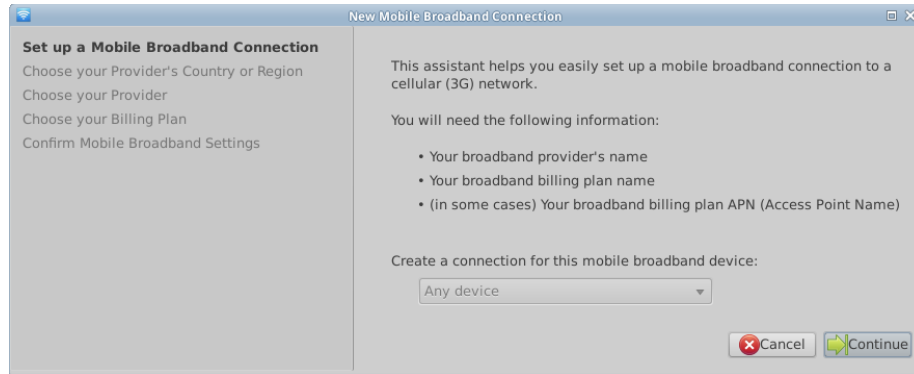 New Mobile Broadband Connection
Set up a Mobile Broadband Connection
Choose your Provider's Country or Region
Choose your Provider
Choose your Billing Plan
Confirm Mobile Broadband Settings
This assistant helps you easily set up a mobile broadband connection to a
cellular (3G) network.
You will need the following information:
• Your broadband provider's name
• Your broadband billing plan name
• (in some cases) Your broadband billing plan APN (Access Point Name)
Create a connection for this mobile broadband device:
Any device
Cancel
Continue